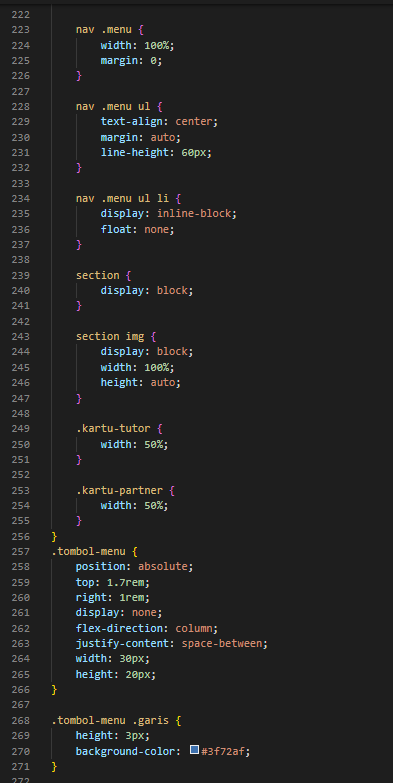 222
223 nav .menu {
224 width: 100%;
225 margin: 0;
226 }
227
228 nav .menu ul {
229 text-align: center;
230 margin: auto;
231 line-height: 60px;
232 }
233
234 nav .menu ul li {
235 display: inline-block;
236 float: none;
237 }
238
239 section {
240 display: block;
241 }
242
243 section img {
244 display: block;
245 width: 100%;
246 height: auto;
247 }
248
249 .kartu-tutor {
250 width: 50%;
251 }
252
253 .kartu-partner {
254 width: 50%;
255 }
256 }
257 .tombol-menu {
258 position: absolute;
259 top: 1.7rem;
260 right: 1rem;
261 display: none;
262 flex-direction: column;
263 justify-content: space-between;
264 width: 30px;
265 height: 20px;
266 }
267
268 .tombol-menu .garis {
269 height: 3px;
270 background-color: #3f72af;
271 }
272